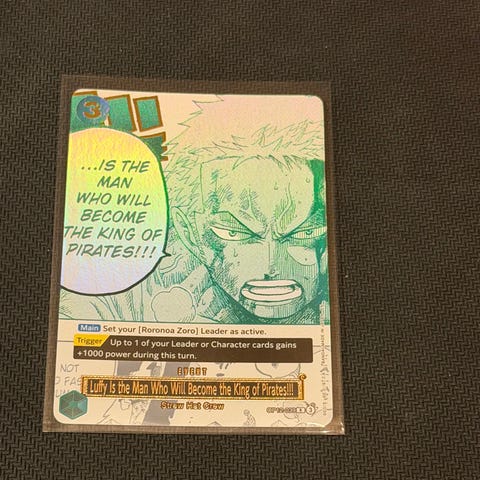 3
...IS THE
MAN
WHO WILL
BECOME
THE KING OF
PIRATES!!!
Main Set your [Roronoa Zoro] Leader as active.
Trigger Up to 1 of your Leader or Character cards gains
+1000 power during this turn.
NOT
EVENT
Luffy Is the Man Who Will Become the King of Pirates!!!
Straw Hat Crew
R 3